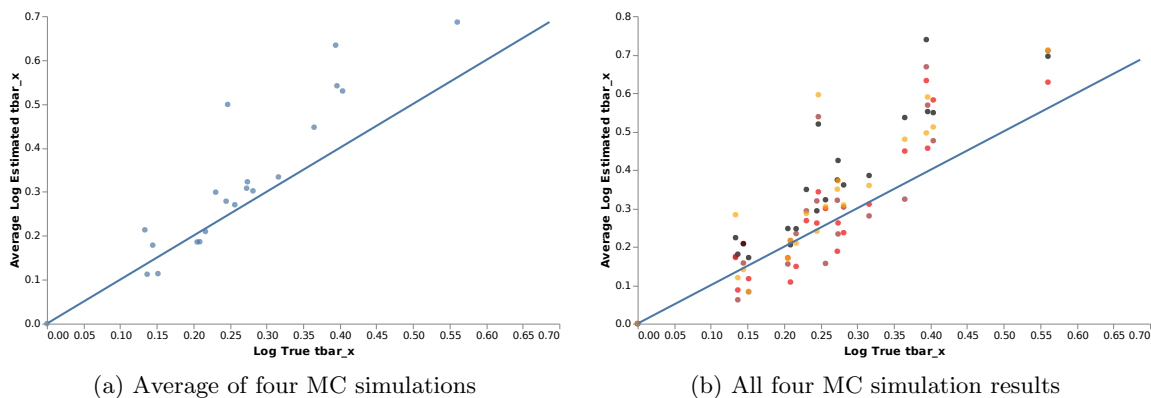 0.7
0.6
0.5
0.4
0.3
0.2
0.1
0.0
Average Log Estimated tbar_x
0.00 0.05 0.10 0.15 0.20 0.25 0.30 0.35 0.40 0.45 0.50 0.55 0.60 0.65 0.70
Log True tbar_x
(a) Average of four MC simulations
0.8
0.7
0.6
0.5
0.4
0.3
0.2
0.1
0.0
Average Log Estimated tbar_x
0.00 0.05 0.10 0.15 0.20 0.25 0.30 0.35 0.40 0.45 0.50 0.55 0.60 0.65 0.70
Log True tbar_x
(b) All four MC simulation results